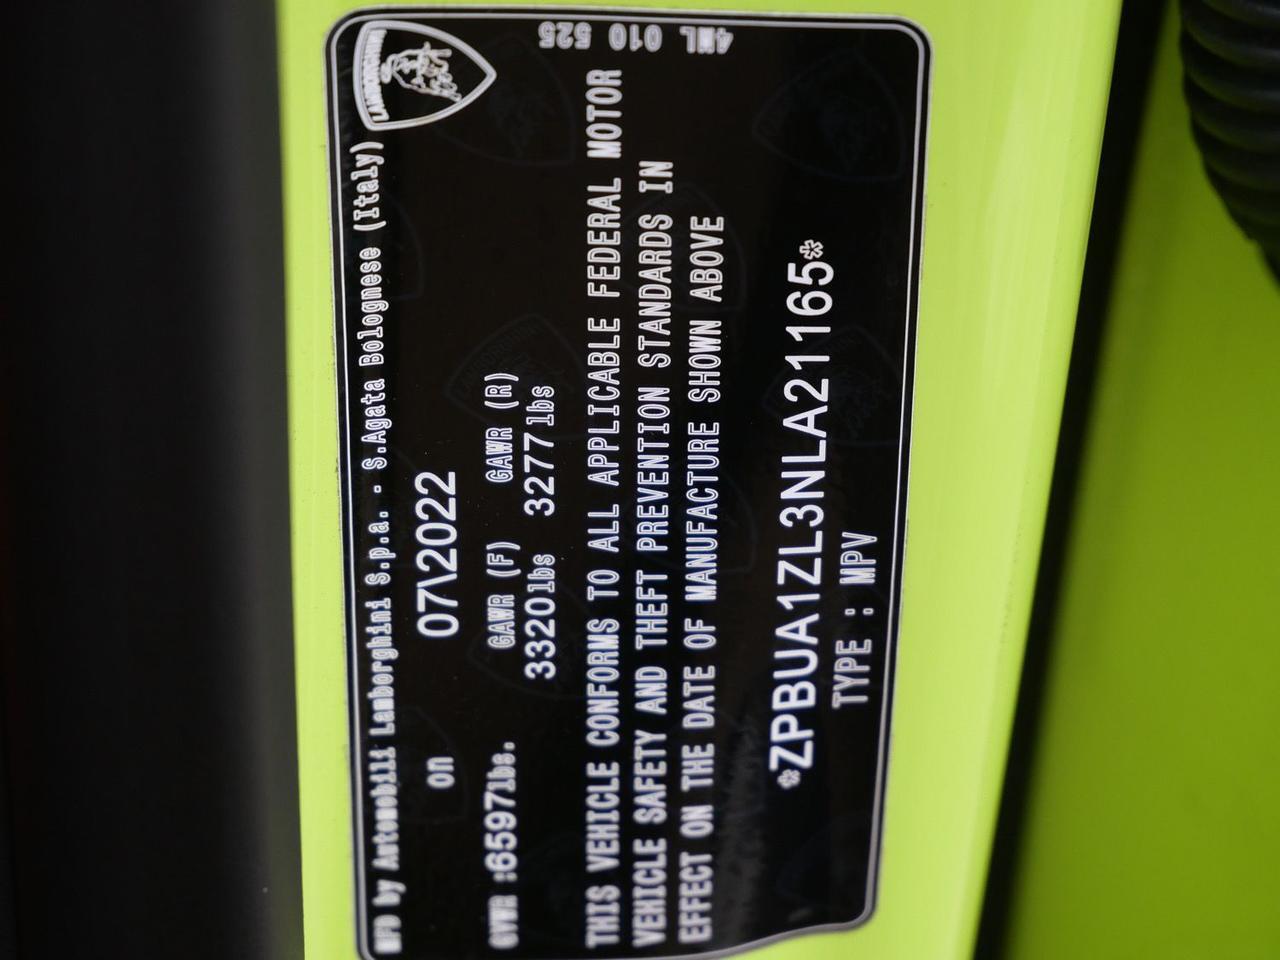 LAMBORGHINI
MFD by Automobili Lamborghini S.p.a. - S.Agata Bolognese (Italy)
on 07\2022
GVWR :6597lbs. GAWR (F) GAWR (R)
3320lbs 3277lbs
THIS VEHICLE CONFORMS TO ALL APPLICABLE FEDERAL MOTOR
VEHICLE SAFETY AND THEFT PREVENTION STANDARDS IN
EFFECT ON THE DATE OF MANUFACTURE SHOWN ABOVE
*ZPBUA1ZL3NLA21165*
TYPE : MPV
4ML 010 525